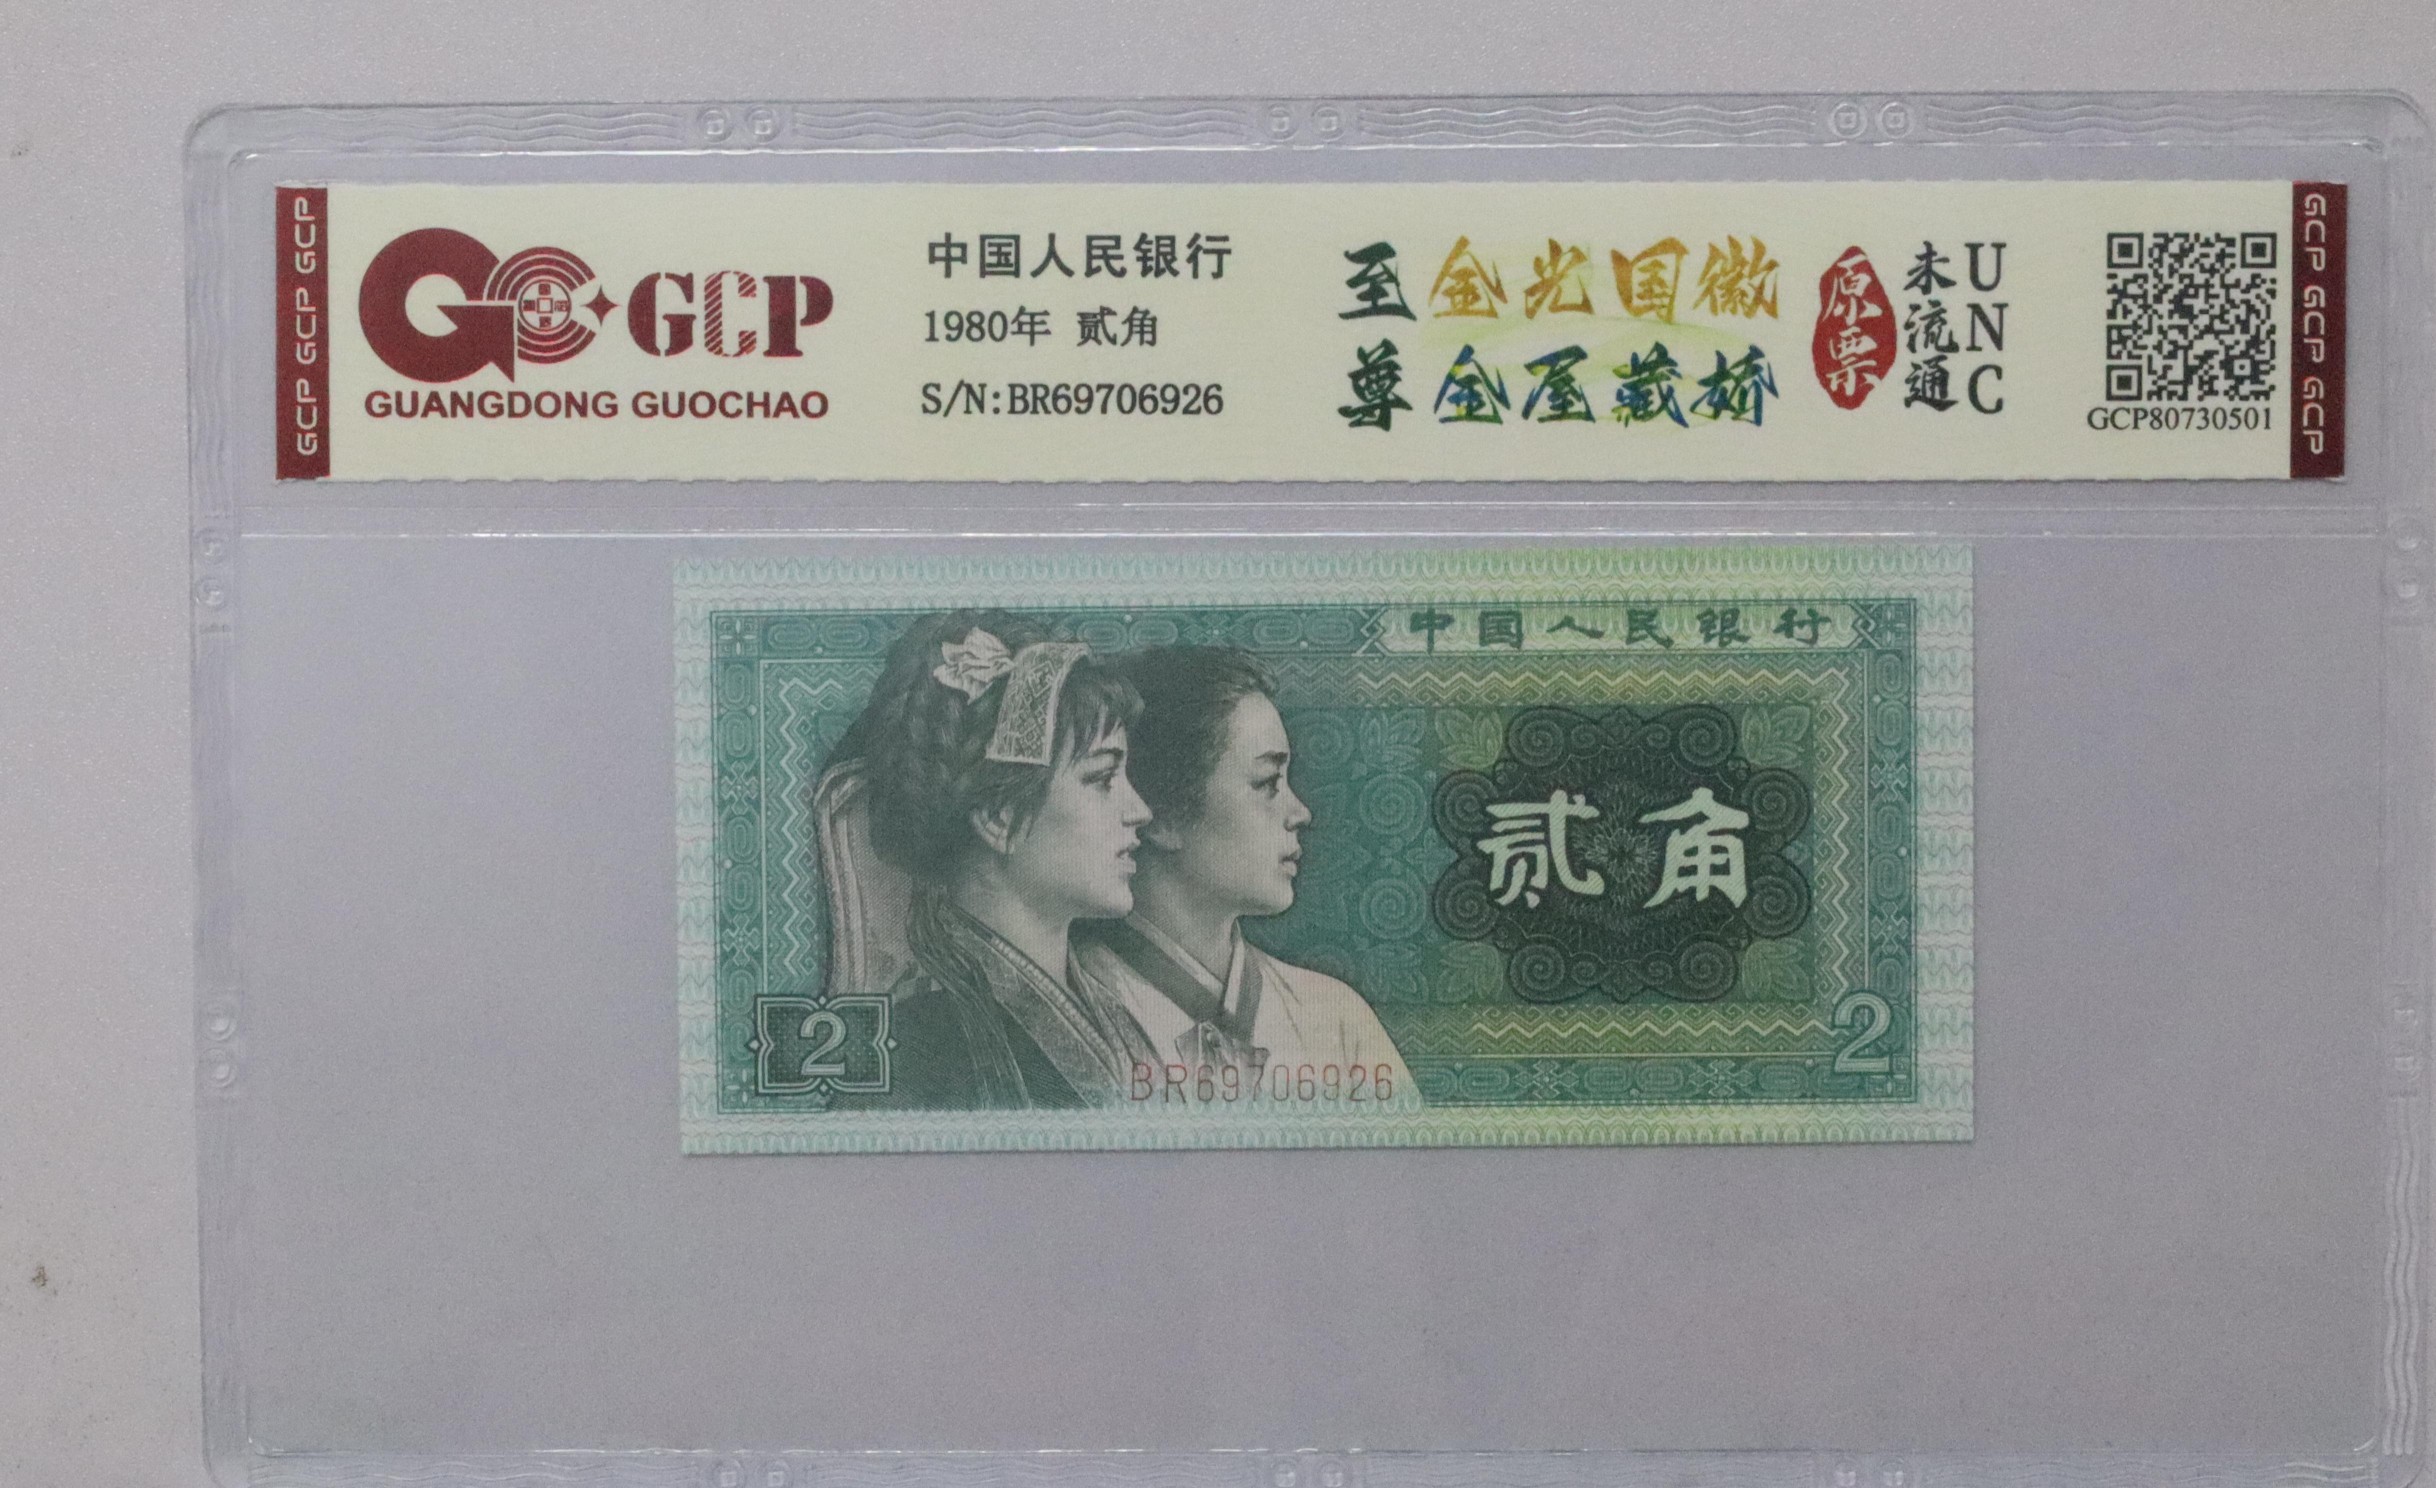 GCP GCP GCP
GCP
GUANGDONG GUOCHAO
中国人民银行
1980年 贰角
S/N:BR69706926
至尊
金光国徽
金屋藏娇
原票
未流通
UNC
GCP80730501
GCP GCP GCP
中国人民银行
贰角
2
2
BR69706926